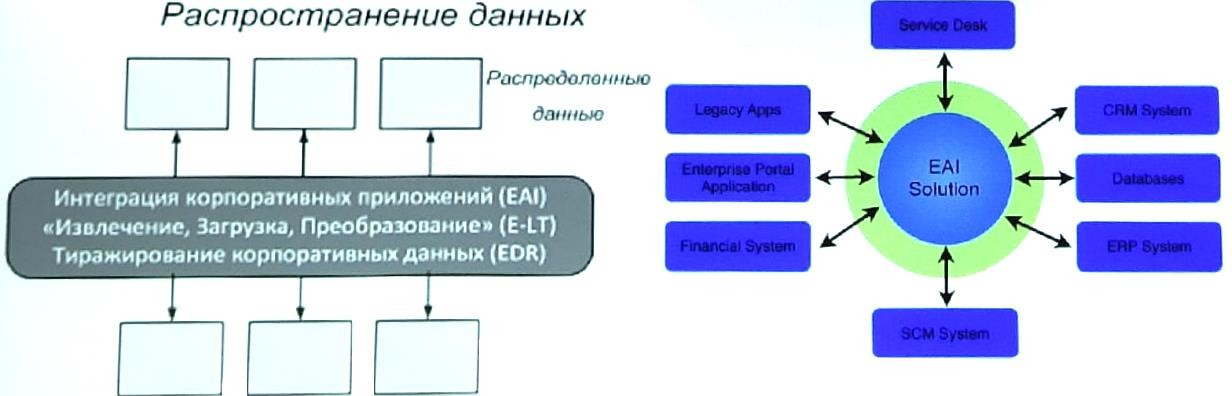 Распространение данных
Распределенные
данные
Интеграция корпоративных приложений (EAI)
«Извлечение, Загрузка, Преобразование» (E-LT)
Тиражирование корпоративных данных (EDR)
Service Desk
Legacy Apps
CRM System
Enterprise Portal
Application
EAI
Solution
Databases
Financial System
ERP System
SCM System